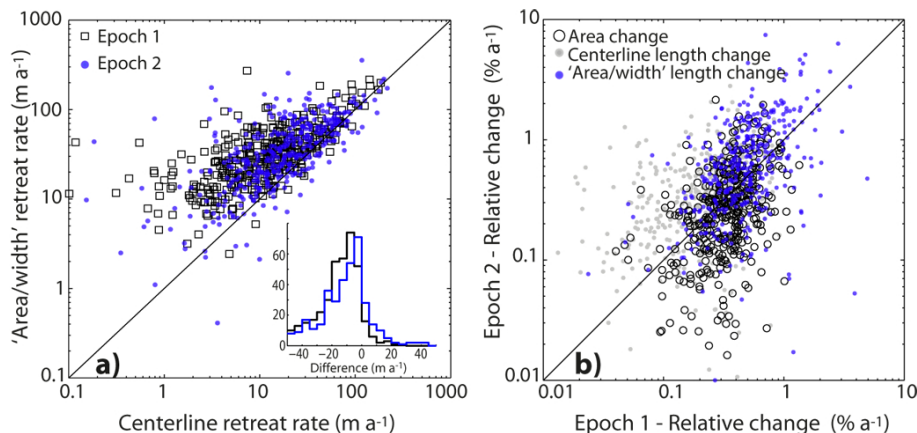 'Area/width' retreat rate (m a-1)
1000
100
10
1
0.1
Epoch 1
Epoch 2
a)
60
40
20
0
−40
−20
0
20
40
Difference (m a-1)
0.1
1
10
100
1000
Centerline retreat rate (m a-1)
Epoch 2 - Relative change (% a-1)
10
1
0.1
0.01
Area change
Centerline length change
'Area/width' length change
b)
0.01
0.1
1
10
Epoch 1 - Relative change (% a-1)